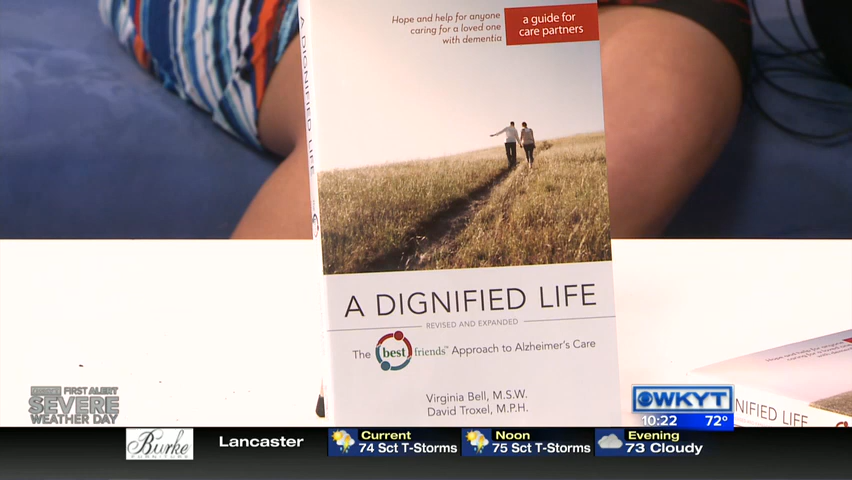 Hope and help for anyone
caring for a loved one
with dementia
a guide for
care partners
A DIGNIFIED LIFE
A DIGNIFIED LIFE
REVISED AND EXPANDED
The best friends™ Approach to Alzheimer's Care
Virginia Bell, M.S.W.
David Troxel, M.P.H.
DIGNIFIED LIFE
FIRST ALERT
SEVERE
WEATHER DAY
WKYT
10:22 72°
Burke
FURNITURE
Lancaster
Current
74 Sct T-Storms
Noon
75 Sct T-Storms
Evening
73 Cloudy